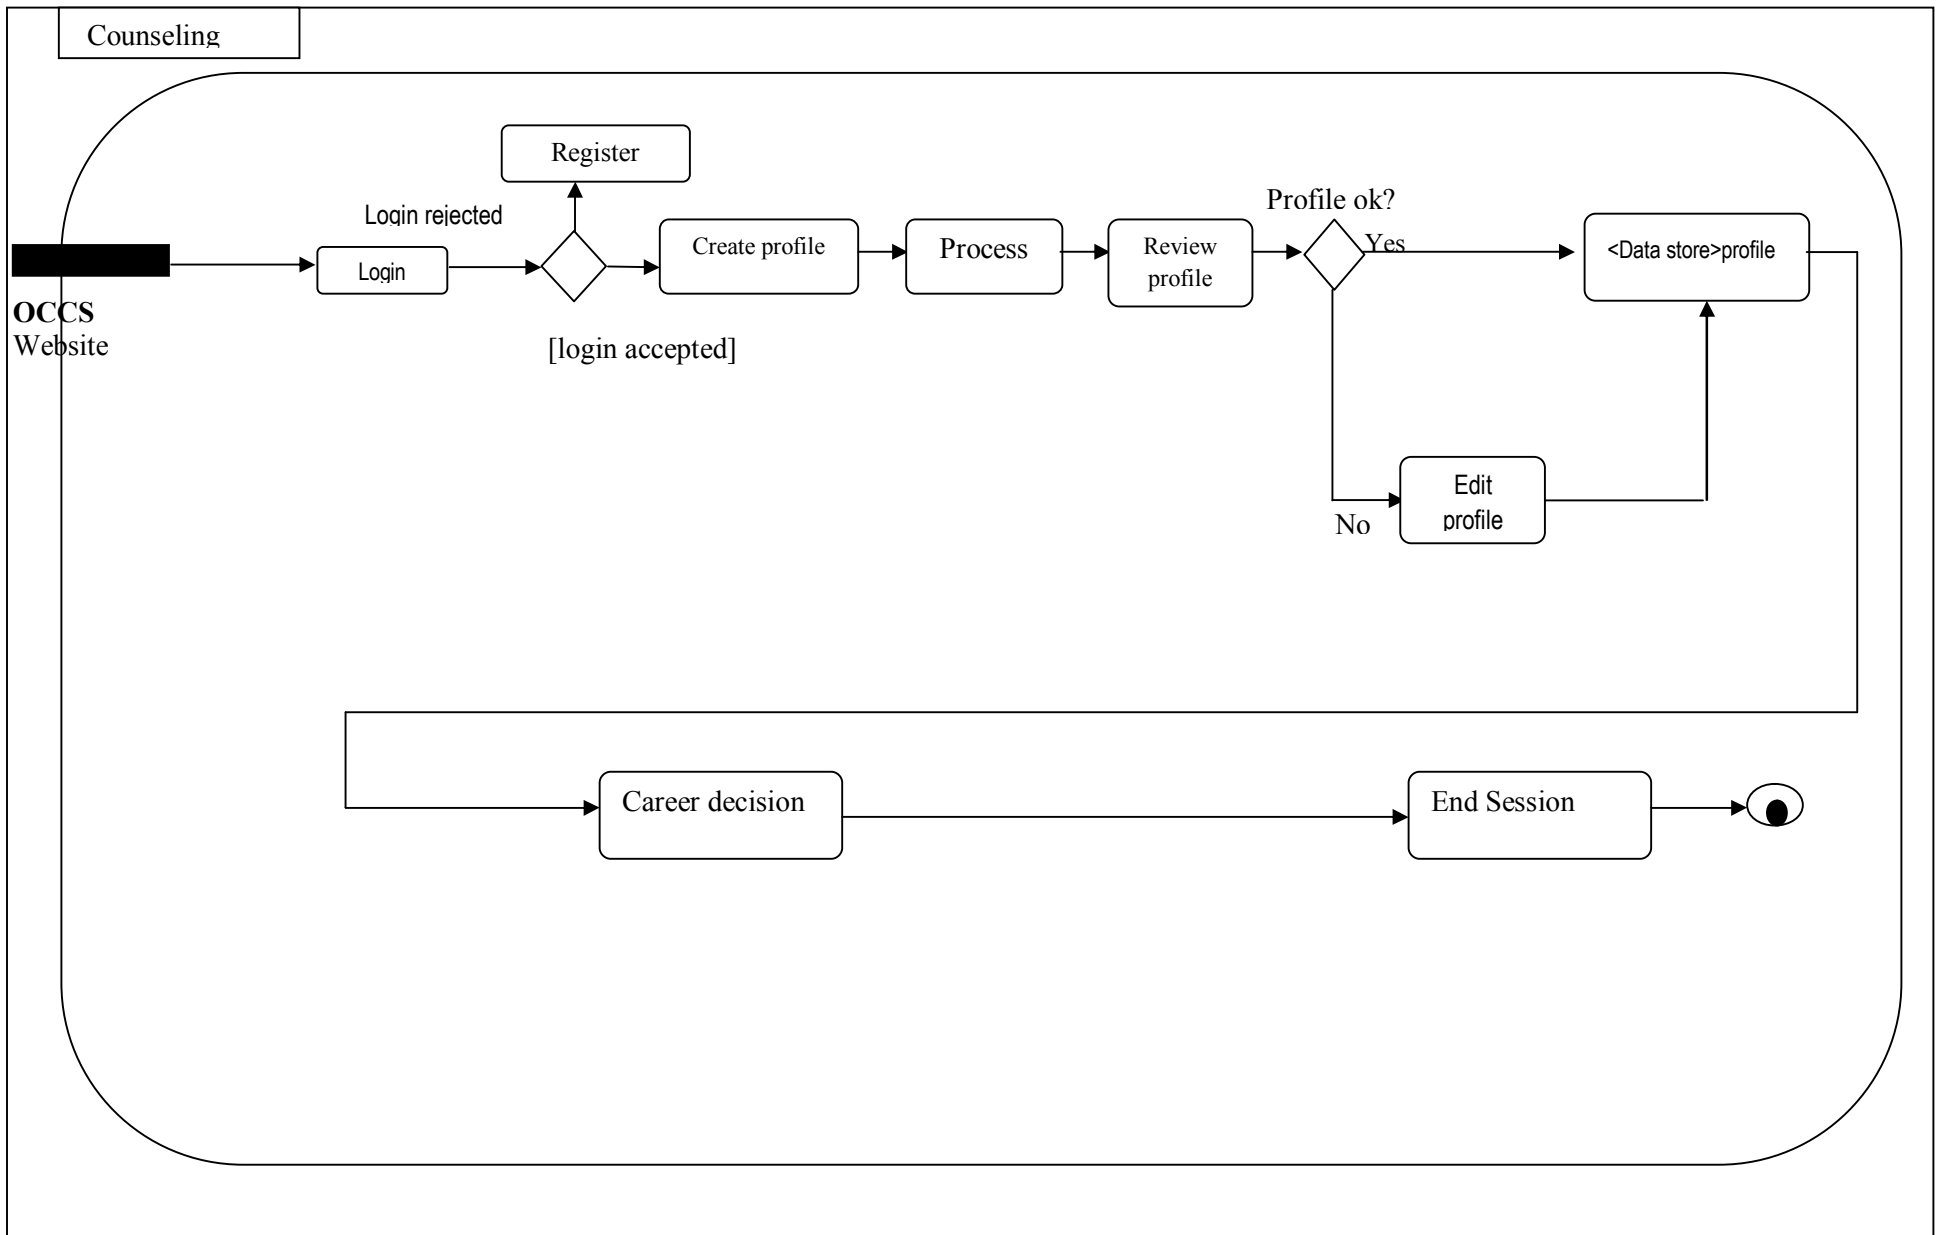 Counseling
Register
Login rejected
Profile ok?
Create profile
Process
Review
profile
Yes
<Data store>profile
Login
OCCS
Website
[login accepted]
Edit
profile
No
Career decision
End Session